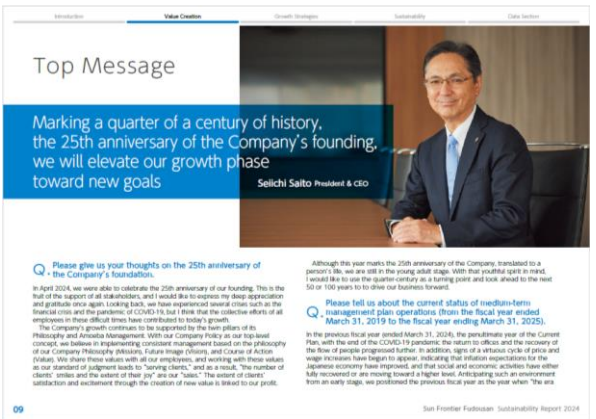 Introduction
Value Creation
Growth Strategies
Sustainability
Data Section
Top Message
Marking a quarter of a century of history,
the 25th anniversary of the Company's founding,
we will elevate our growth phase
toward new goals
Seiichi Saito President & CEO
Q. Please give us your thoughts on the 25th anniversary of
the Company's foundation.
In April 2024, we were able to celebrate the 25th anniversary of our founding. This is the
fruit of the support of all stakeholders, and I would like to express my deep appreciation
and gratitude once again. Looking back, we have experienced several crises such as the
financial crisis and the pandemic of COVID-19, but I think that the collective efforts of all
employees in these difficult times have contributed to today's growth.
The Company's growth continues to be supported by the twin pillars of its
Philosophy and Amoeba Management. With our Company Policy as our top-level
concept, we believe in implementing consistent management based on the philosophy
of our Company Philosophy (Mission), Future Image (Vision), and Course of Action
(Value). We share these values with all our employees, and working with these values
as our standard of judgment leads to "serving clients," and as a result, "the number of
clients' smiles and the extent of their joy" are our "sales." The extent of clients'
satisfaction and excitement through the creation of new value is linked to our profit.
Although this year marks the 25th anniversary of the Company, translated to a
person's life, we are still in the young adult stage. With that youthful spirit in mind,
I would like to use the quarter-century as a turning point and look ahead to the next
50 or 100 years to to drive our business forward.
Q. Please tell us about the current status of medium-term
management plan operations (from the fiscal year ended
March 31, 2019 to the fiscal year ending March 31, 2025).
In the previous fiscal year (ended March 31, 2024), the penultimate year of the Current
Plan, with the end of the COVID-19 pandemic the return to offices and the recovery of
the flow of people progressed further. In addition, signs of a virtuous cycle of price and
wage increases have begun to appear, indicating that inflation expectations for the
Japanese economy have improved, and that social and economic activities have either
fully recovered or are moving toward a higher level. Anticipating such an environment
from an early stage, we positioned the previous fiscal year as the year when "the era
09
Sun Frontier Fudousan Sustainability Report 2024